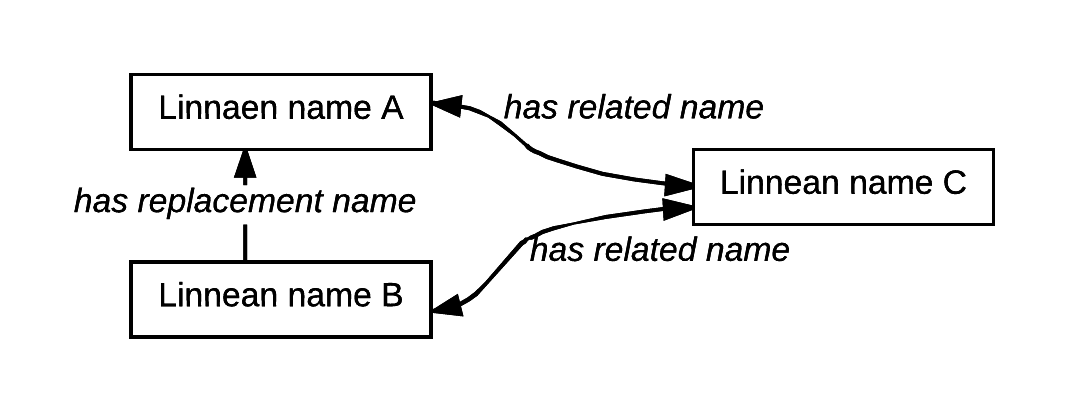 Linnaen name A
has related name
Linnean name C
has replacement name
has related name
Linnean name B